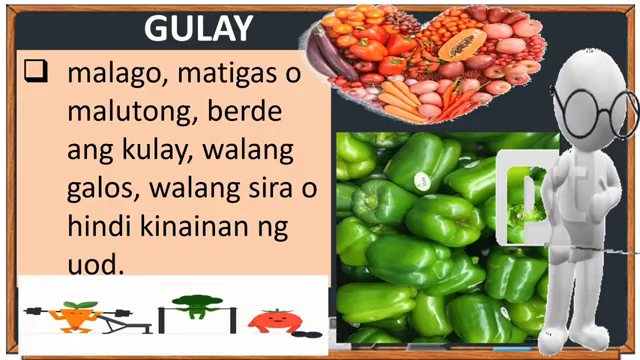 GULAY
❑ malago, matigas o
malutong, berde
ang kulay, walang
galos, walang sira o
hindi kinainan ng
uod.